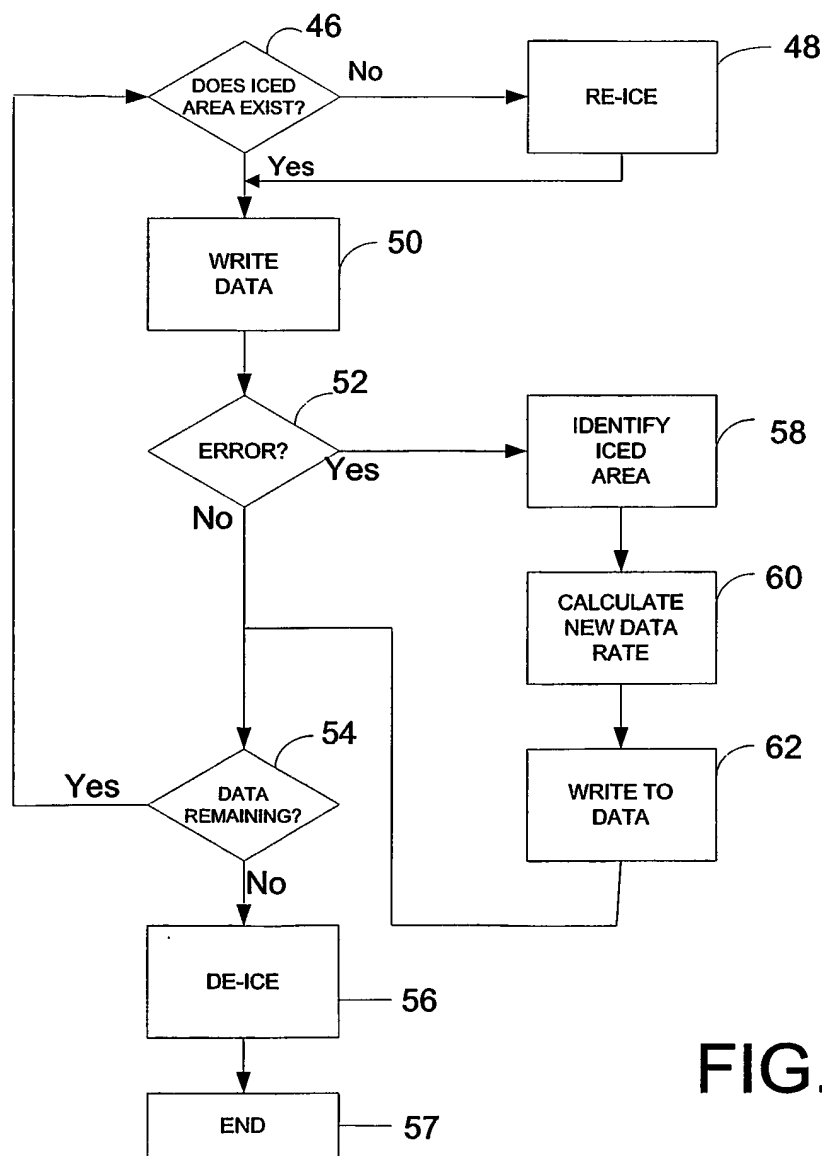 46
DOES ICED
AREA EXIST?
No
48
RE-ICE
Yes
50
WRITE
DATA
52
ERROR?
Yes
No
IDENTIFY
ICED
AREA
58
CALCULATE
NEW DATA
RATE
60
54
DATA
REMAINING?
Yes
No
62
WRITE TO
DATA
DE-ICE
56
END
57
FIG.